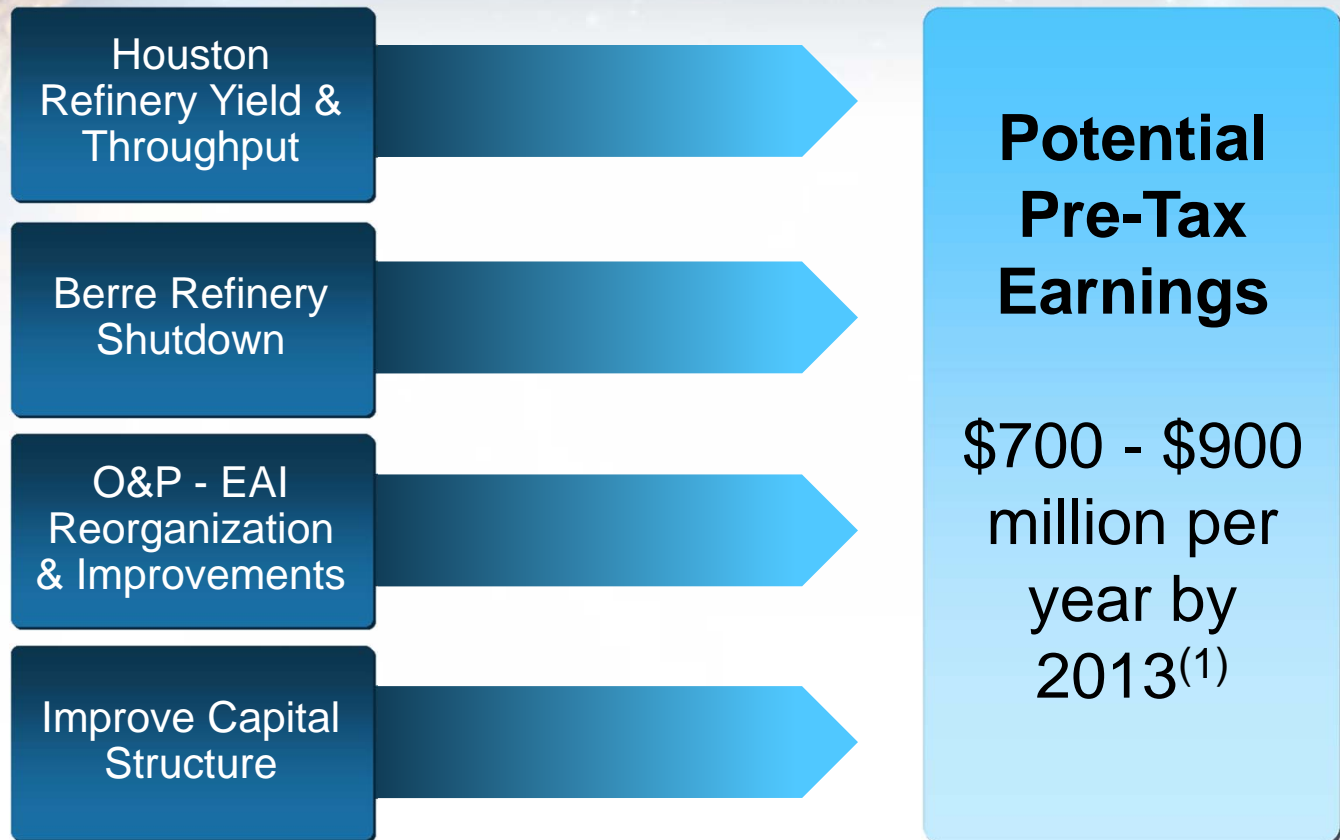 Houston
Refinery Yield &
Throughput
Berre Refinery
Shutdown
O&P - EAI
Reorganization
& Improvements
Improve Capital
Structure
Potential
Pre-Tax
Earnings
$700 - $900
million per
year by
2013(1)